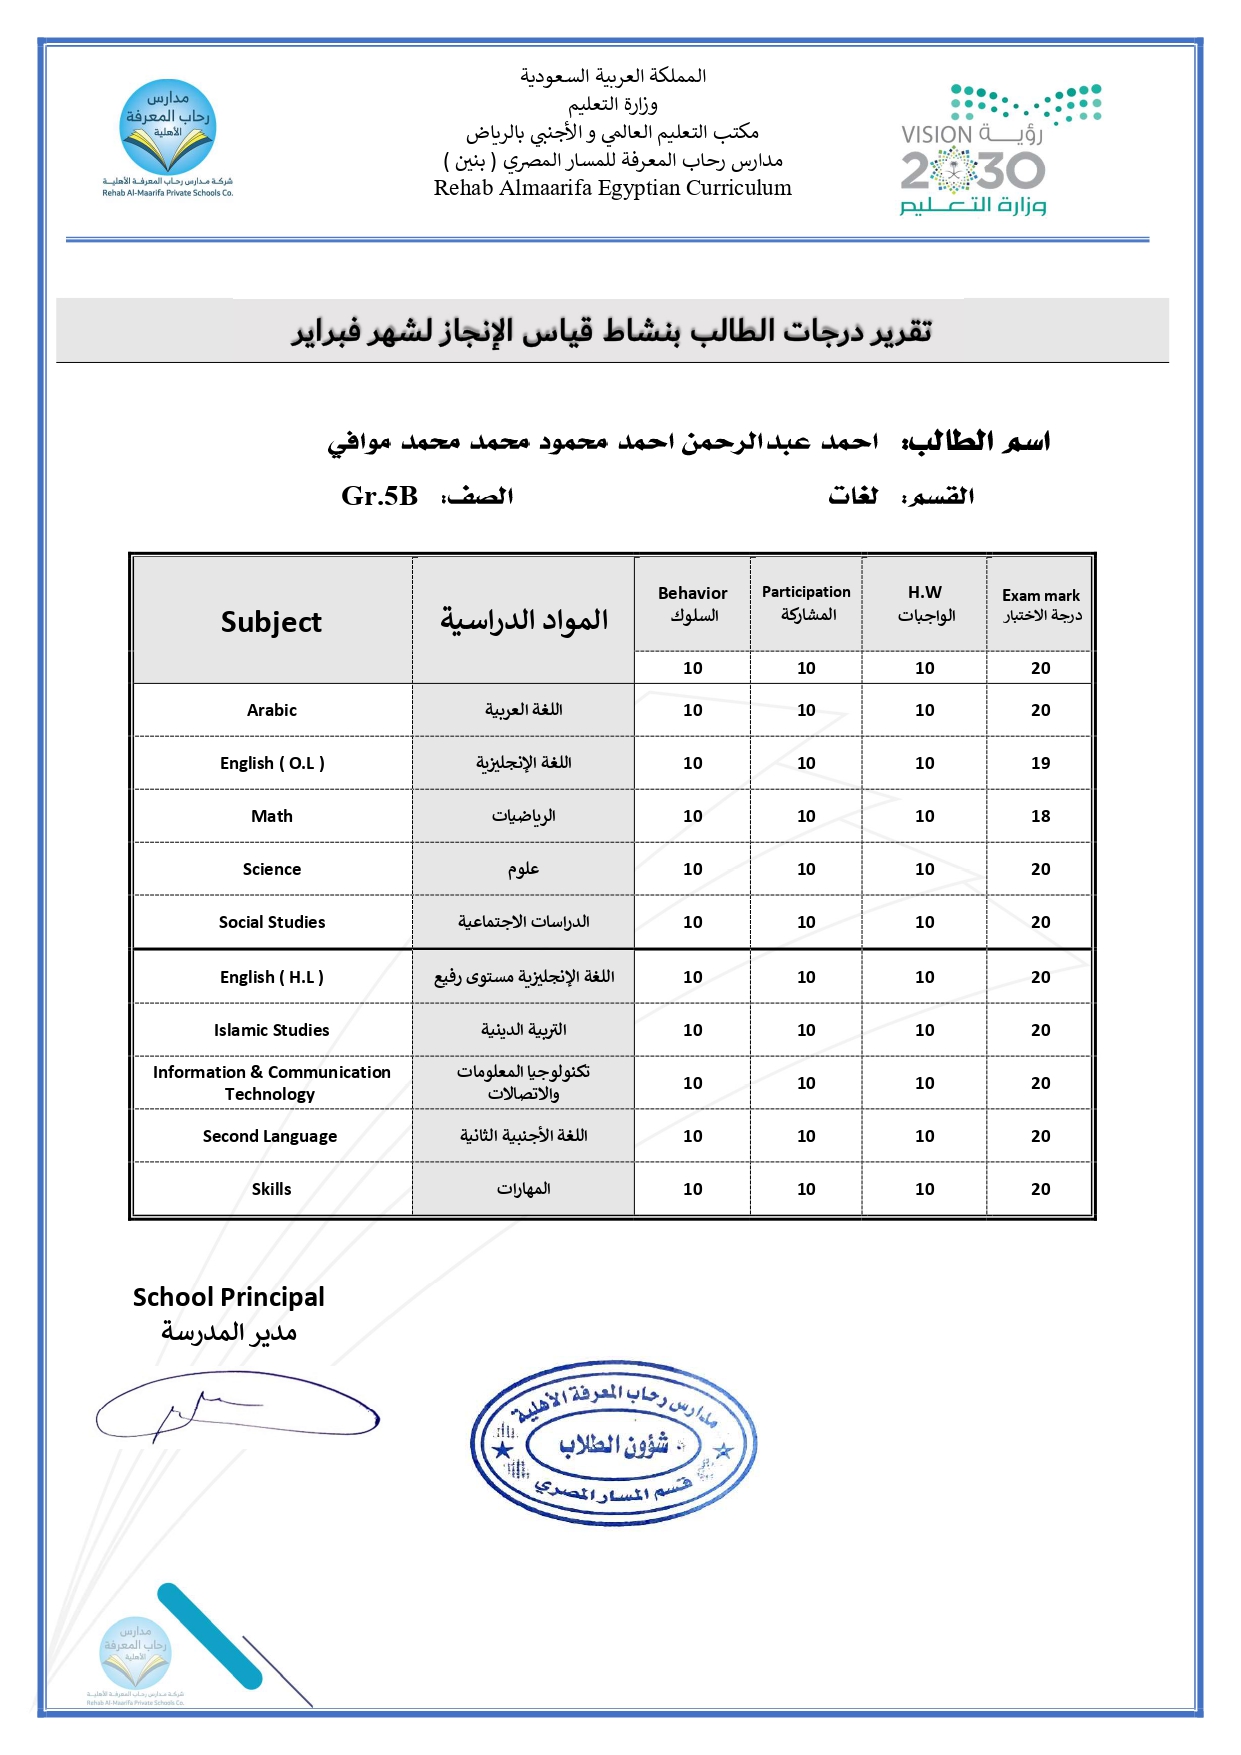 مدارس
رحاب المعرفة
الأهلية
شركة مدارس رحاب المعرفة الأهلية
Rehab Al-Maarifa Private Schools Co.
المملكة العربية السعودية
وزارة التعليم
مكتب التعليم العالمي و الأجنبي بالرياض
مدارس رحاب المعرفة للمسار المصري ( بنين )
Rehab Almaarifa Egyptian Curriculum
VISION رؤيــة
2030
وزارة التعليم
تقرير درجات الطالب بنشاط قياس الإنجاز لشهر فبراير
اسم الطالب: احمد عبدالرحمن احمد محمود محمد محمد موافي
القسم: لغات الصف: Gr.5B
Subject المواد الدراسية Behavior السلوك Participation المشاركة H.W الواجبات Exam mark درجة الاختبار
10 10 10 20
Arabic اللغة العربية 10 10 10 20
English ( O.L ) اللغة الإنجليزية 10 10 10 19
Math الرياضيات 10 10 10 18
Science علوم 10 10 10 20
Social Studies الدراسات الاجتماعية 10 10 10 20
English ( H.L ) اللغة الإنجليزية مستوى رفيع 10 10 10 20
Islamic Studies التربية الدينية 10 10 10 20
Information & Communication Technology تكنولوجيا المعلومات والاتصالات 10 10 10 20
Second Language اللغة الأجنبية الثانية 10 10 10 20
Skills المهارات 10 10 10 20
School Principal
مدير المدرسة
مدارس رحاب المعرفة الأهلية
شؤون الطلاب
قسم المسار المصري
مدارس
رحاب المعرفة
الأهلية
شركة مدارس رحاب المعرفة الأهلية
Rehab Al-Maarifa Private Schools Co.